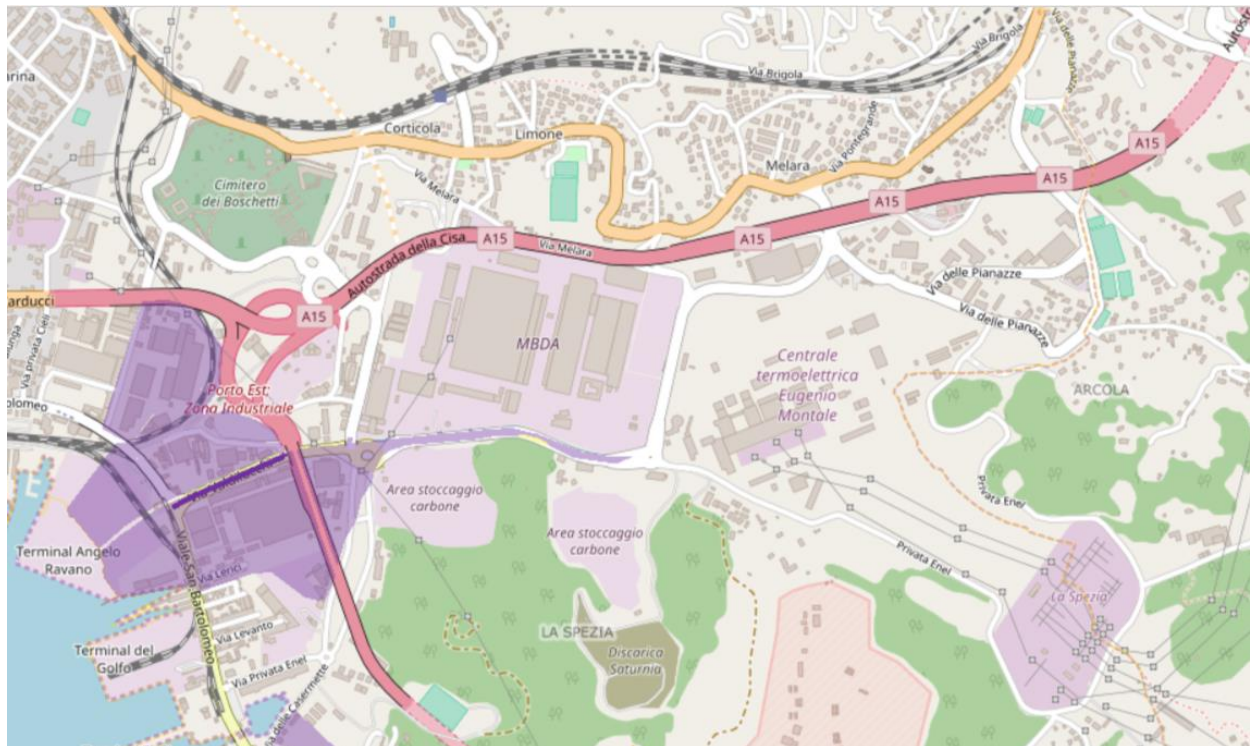 Via Brigola
Via delle Pianazze
Via Brigola
A15
Corticola
Limone
Via Pontegrande
Melara
A15
Cimitero
dei Boschetti
Via Melara
A15
Autostrada della Cisa
A15
Via Melara
A15
Via delle Pianazze
A15
Via privata Cieli
Via delle Pianazze
MBDA
Centrale
termoelettrica
Eugenio
Montale
ARCOLA
Porto Est;
Zona Industriale
Area stoccaggio
carbone
Privata Enel
Area stoccaggio
carbone
Terminal Angelo
Ravano
Viale San Bartolomeo
Via Lerici
Privata Enel
La Spezia
Via Levanto
LA SPEZIA
Terminal del
Golfo
Discarica
Saturnia
Via Privata Enel